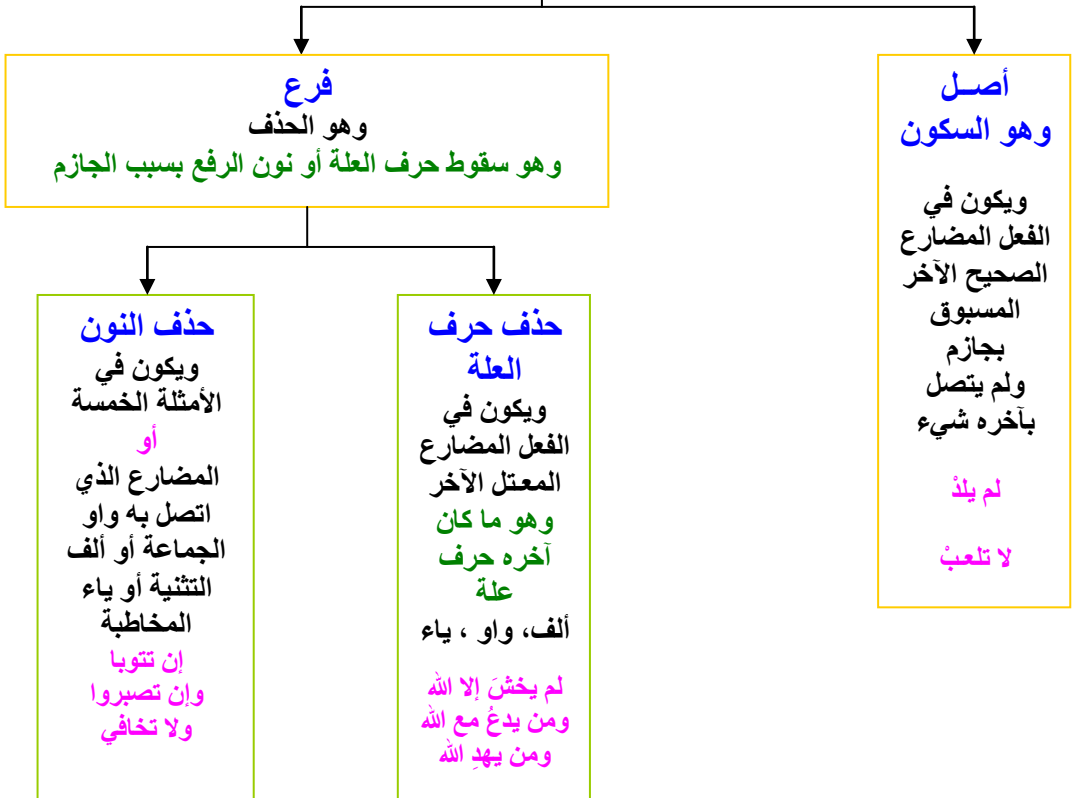 أصــل
وهو السكون
ويكون في
الفعل المضارع
الصحيح الآخر
المسبوق
بجازم
ولم يتصل
بآخره شيء
لم يلدْ
لا تلعبْ
فرع
وهو الحذف
وهو سقوط حرف العلة أو نون الرفع بسبب الجازم
حذف حرف
العلة
ويكون في
الفعل المضارع
المعتل الآخر
وهو ما كان
آخره حرف
علة
ألف، واو ، ياء
لم يخشَ إلا الله
ومن يدعُ مع الله
ومن يهدِ الله
حذف النون
ويكون في
الأمثلة الخمسة
أو
المضارع الذي
اتصل به واو
الجماعة أو ألف
التثنية أو ياء
المخاطبة
إن تتوبا
وإن تصبروا
ولا تخافي